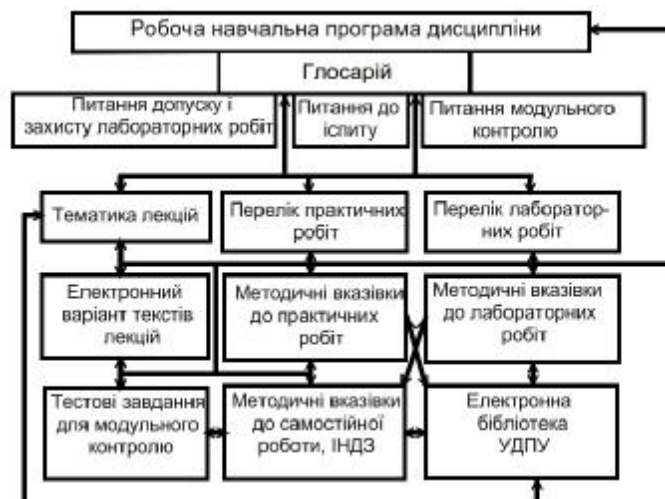 Робоча навчальна програма дисципліни
Глосарій
Питання допуску і
захисту лабораторних робіт
Питання до
іспиту
Питання модульного
контролю
Тематика лекцій
Перелік практичних
робіт
Перелік лаборатор-
них робіт
Електронний
варіант текстів
лекцій
Методичні вказівки
до практичних
робіт
Методичні вказівки
до лабораторних
робіт
Тестові завдання
для модульного
контролю
Методичні вказівки
до самостійної
роботи, ІНДЗ
Електронна
бібліотека
УДПУ